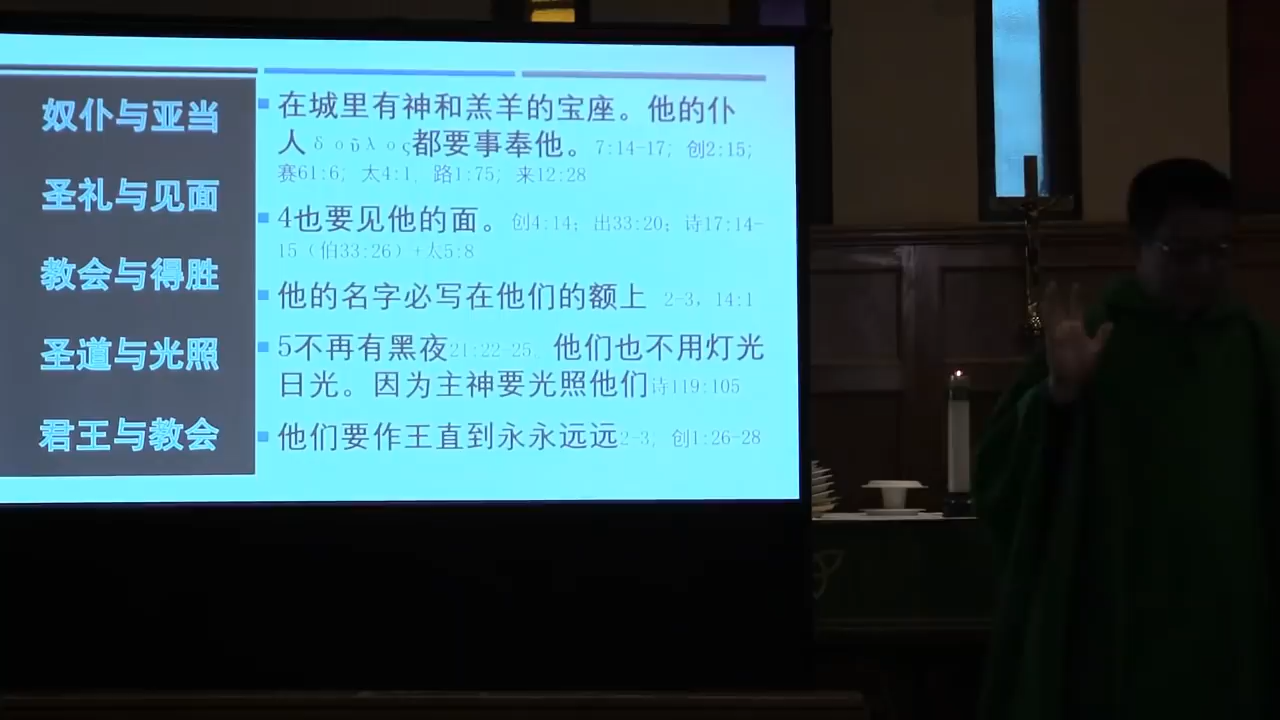 奴仆与亚当
圣礼与见面
教会与得胜
圣道与光照
君王与教会
在城里有神和羔羊的宝座。他的仆
人δοῦλος都要事奉他。7:14-17; 创2:15;
赛61:6; 太4:1, 路1:75; 来12:28
4也要见他的面。创4:14; 出33:20; 诗17:14-
15（伯33:26）+太5:8
他的名字必写在他们的额上 2-3, 14:1
5不再有黑夜21:22-25。他们也不用灯光
日光。因为主神要光照他们诗119:105
他们要作王直到永永远远2-3, 创1:26-28